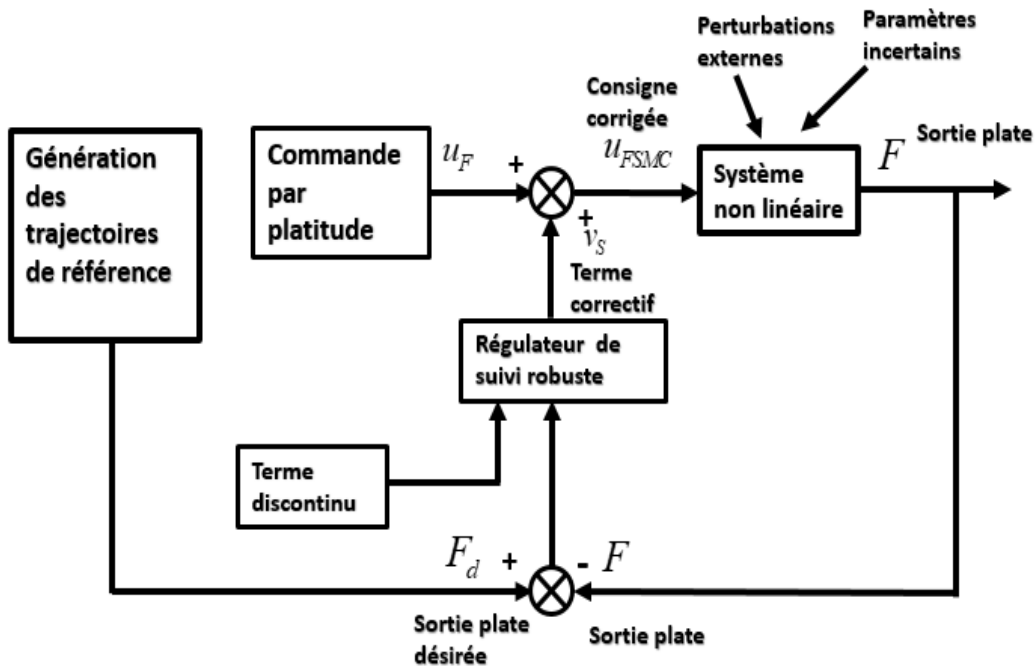 Perturbations
externes
Paramètres
incertains
Génération
des
trajectoires
de référence
Commande
par
platitude
u_F
+
Consigne
corrigée
u_FSMC
Système
non linéaire
F
Sortie plate
+
v_S
Terme
correctif
Régulateur de
suivi robuste
Terme
discontinu
F_d
+
- F
Sortie plate
désirée
Sortie plate